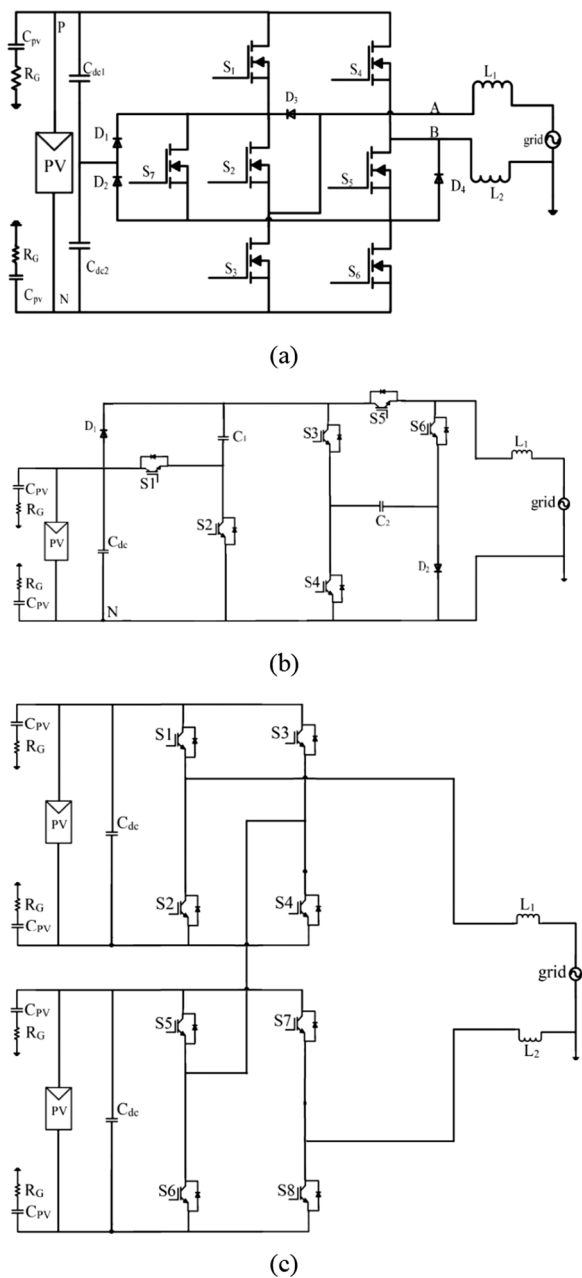 P
Cpv
RG
Cdc1
S1
S4
D3
L1
A
D1
D2
PV
S7
S2
B
S5
D4
grid
L2
RG
Cpv
Cdc2
N
S3
S6
(a)
D1
C1
S3
S5
S6
L1
S1
CPV
RG
PV
Cdc
S2
C2
grid
RG
CPV
N
S4
D2
(b)
CPV
RG
S1
S3
PV
Cdc
RG
CPV
S2
S4
L1
grid
L2
CPV
RG
S5
S7
PV
Cdc
RG
CPV
S6
S8
(c)